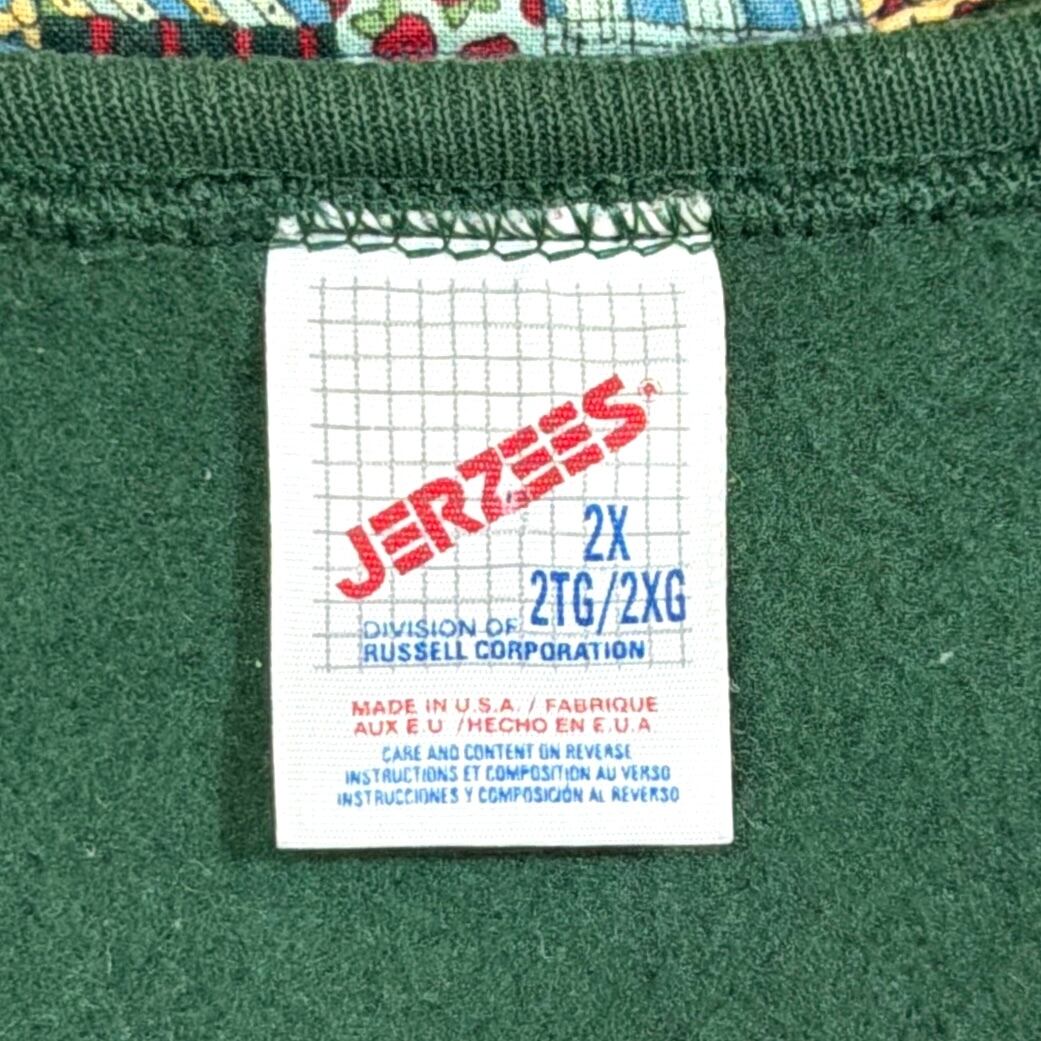 JERZEES®
2X
2TG/2XG
DIVISION OF
RUSSELL CORPORATION
MADE IN U.S.A. / FABRIQUE
AUX E.U /HECHO EN E.U.A
CARE AND CONTENT ON REVERSE
INSTRUCTIONS ET COMPOSITION AU VERSO
INSTRUCCIONES Y COMPOSICIÓN AL REVERSO